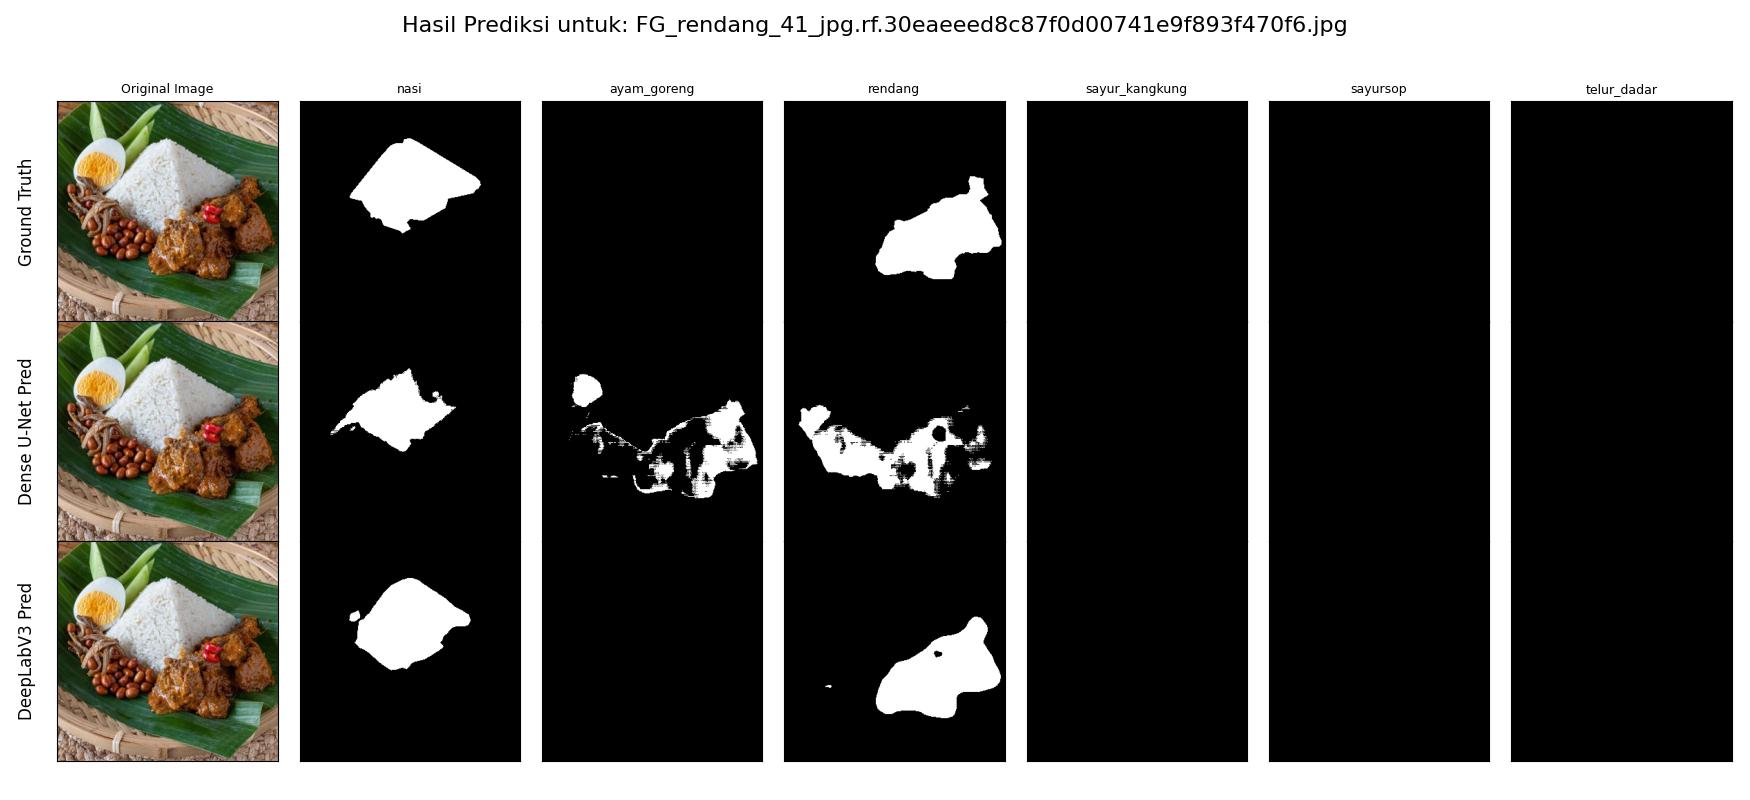 Hasil Prediksi untuk: FG_rendang_41_jpg.rf.30eaeeed8c87f0d00741e9f893f470f6.jpg
Original Image
nasi
ayam_goreng
rendang
sayur_kangkung
sayursop
telur_dadar
Ground Truth
Dense U-Net Pred
DeepLabV3 Pred